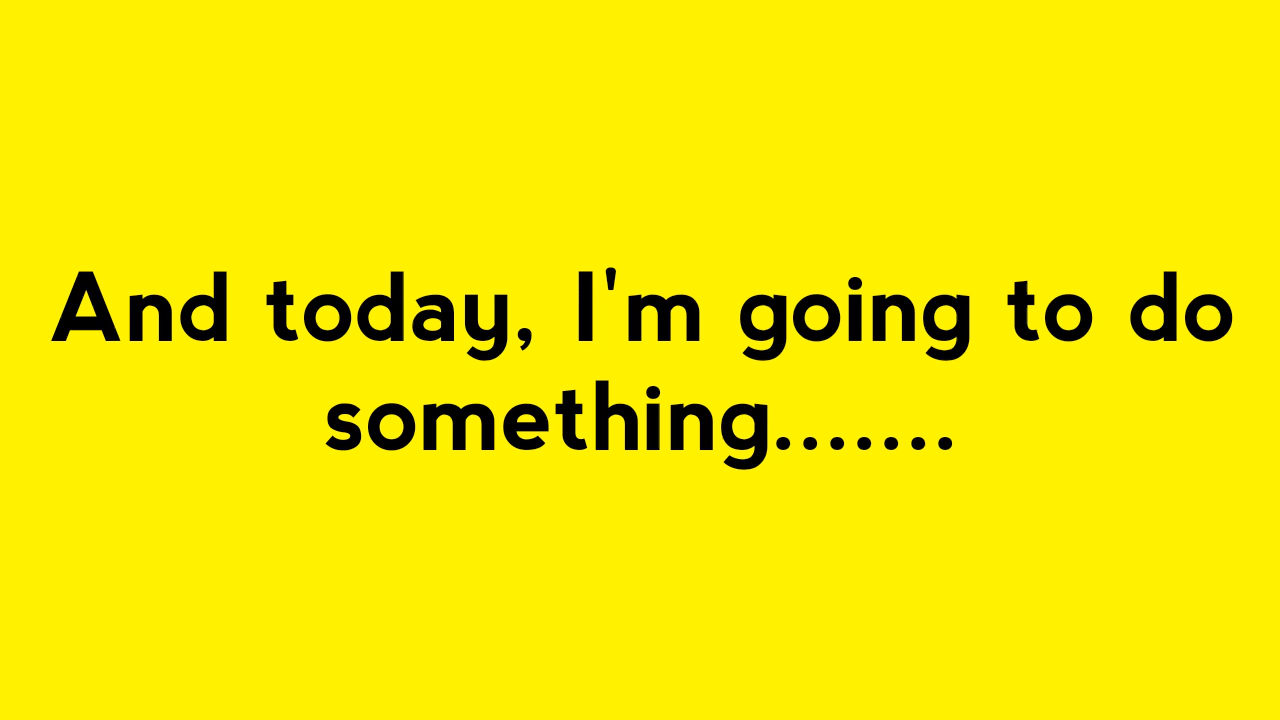 And today, I'm going to do
something.......